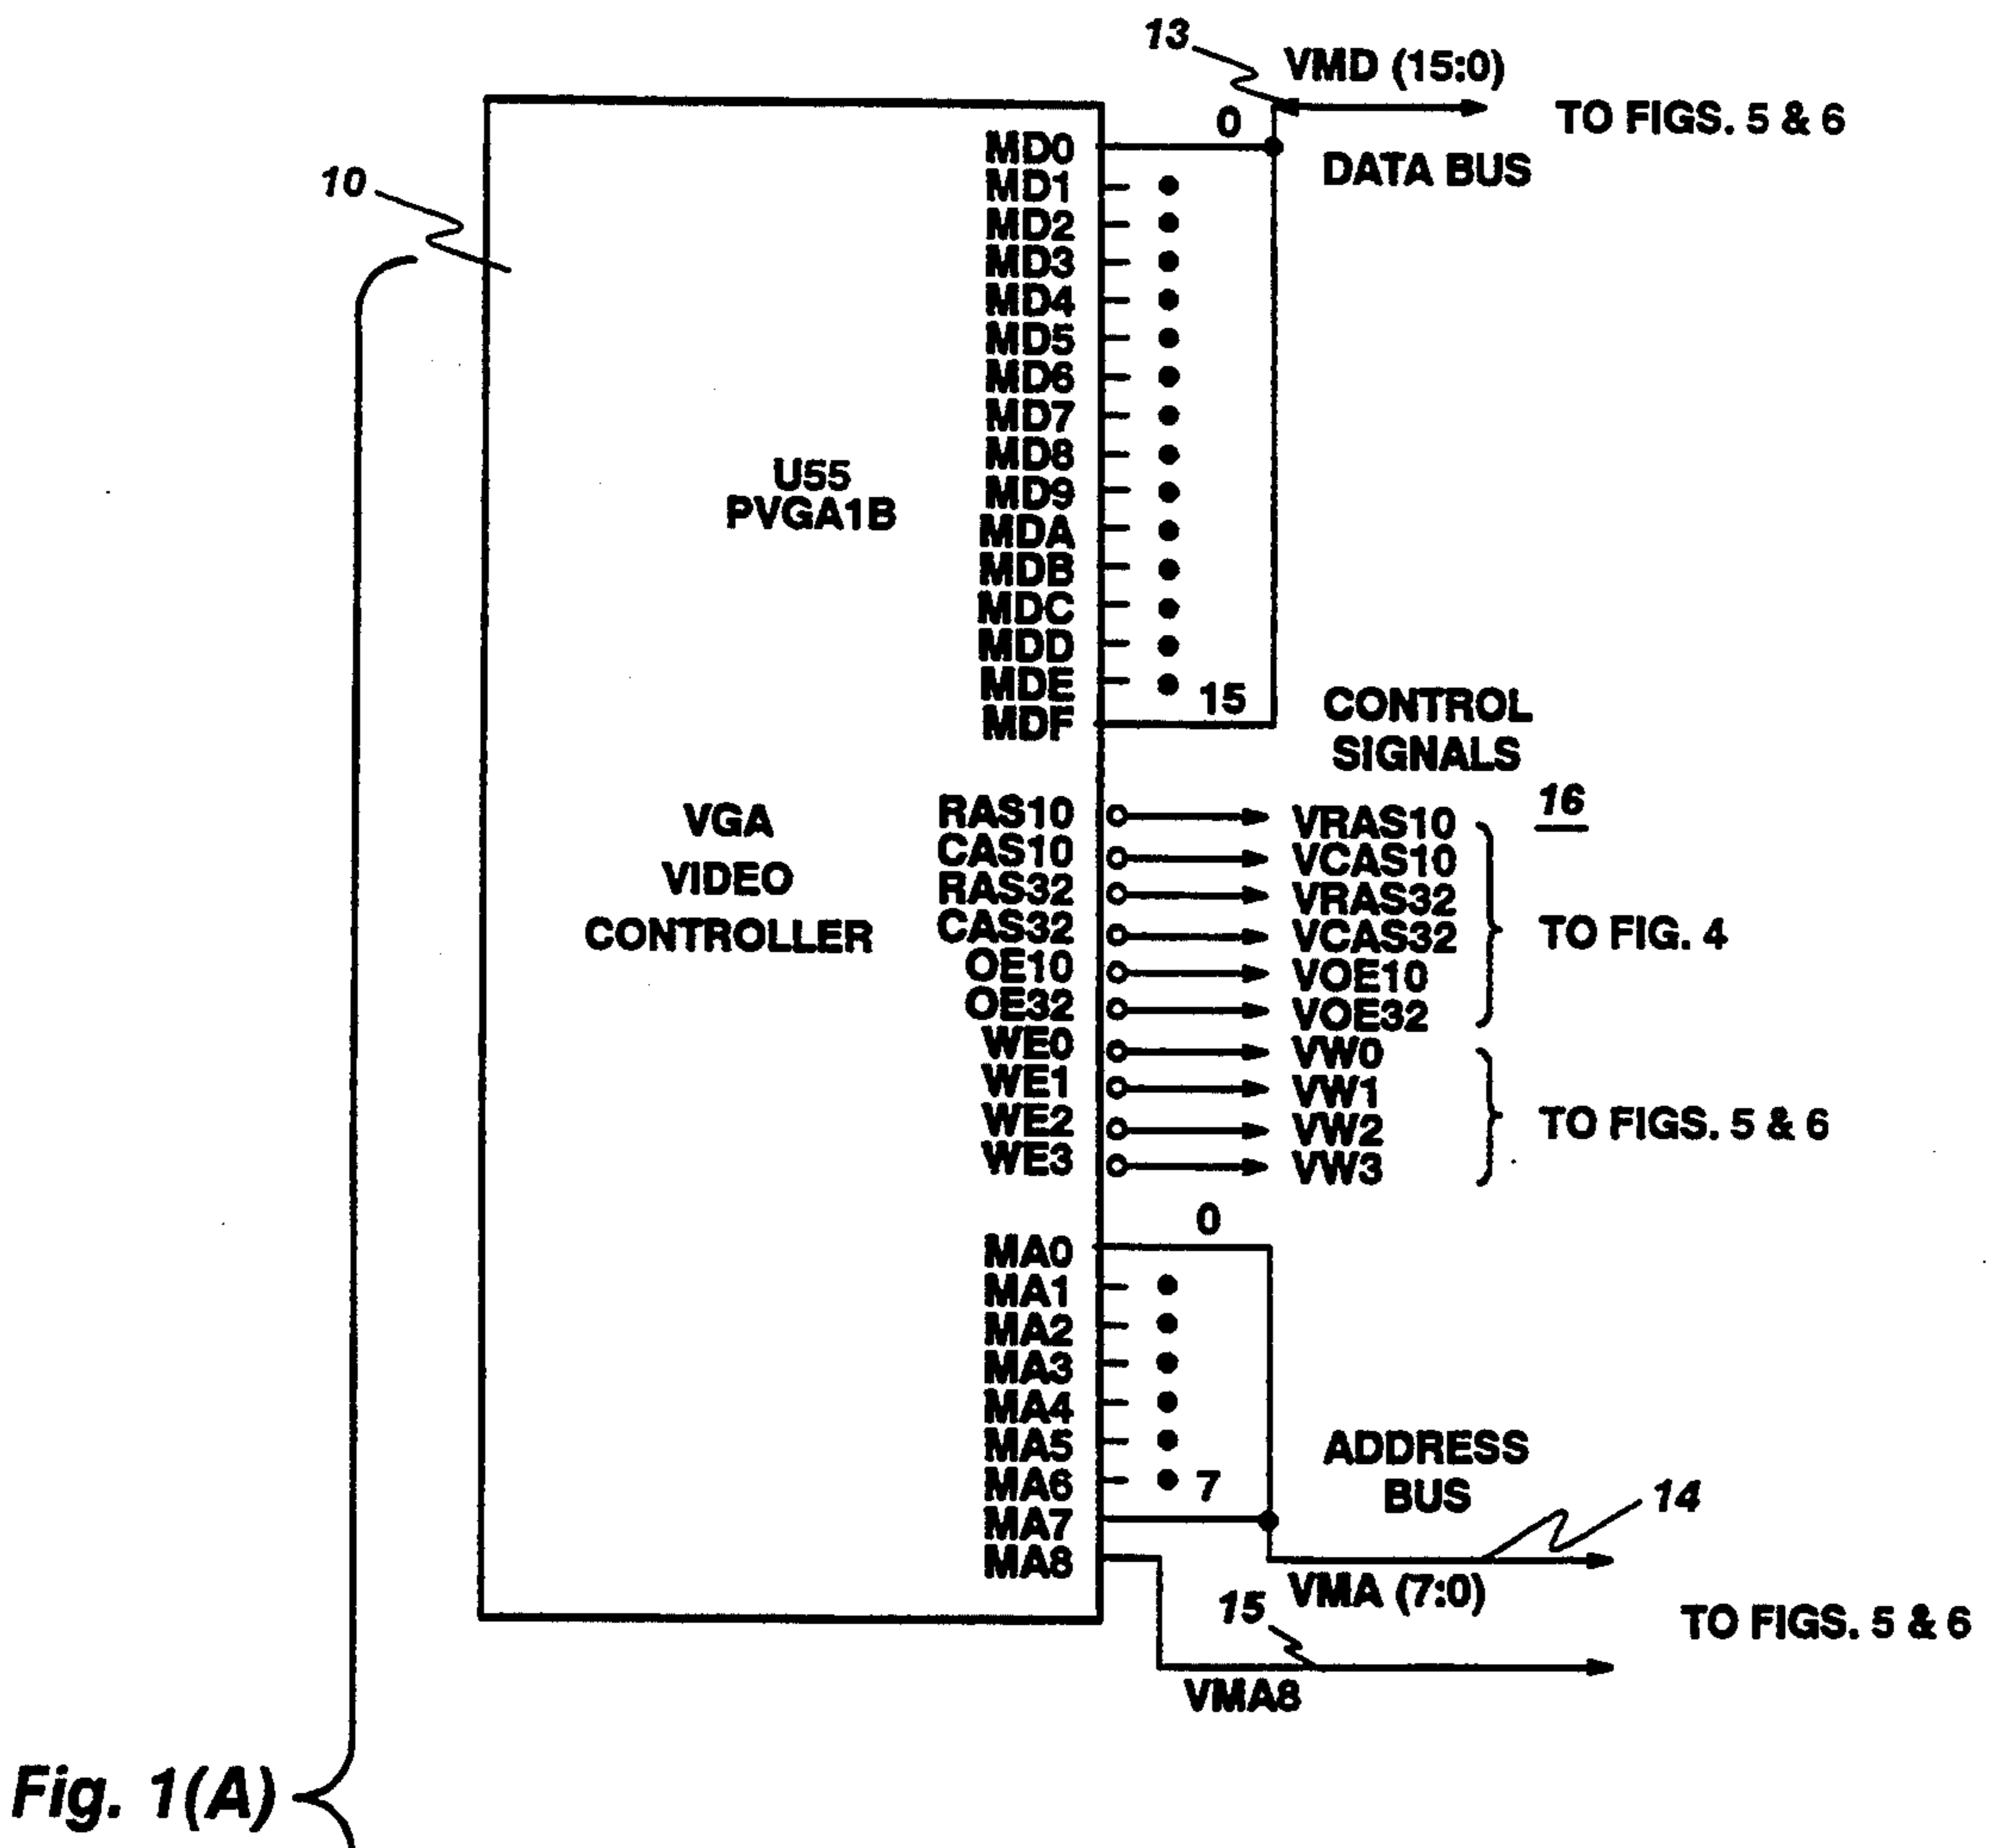 13
VMD (15:0)
TO FIGS. 5 & 6
DATA BUS
10
0
MD0
MD1
MD2
MD3
MD4
MD5
MD6
MD7
MD8
MD9
MDA
MDB
MDC
MDD
MDE
MDF
15
U55
PVGA1B
VGA
VIDEO
CONTROLLER
CONTROL
SIGNALS
16
RAS10
CAS10
RAS32
CAS32
OE10
OE32
WE0
WE1
WE2
WE3
VRAS10
VCAS10
VRAS32
VCAS32
VOE10
VOE32
TO FIG. 4
VW0
VW1
VW2
VW3
TO FIGS. 5 & 6
0
MA0
MA1
MA2
MA3
MA4
MA5
MA6
MA7
MA8
7
ADDRESS
BUS
14
VMA (7:0)
15
VMA8
TO FIGS. 5 & 6
Fig. 1(A)